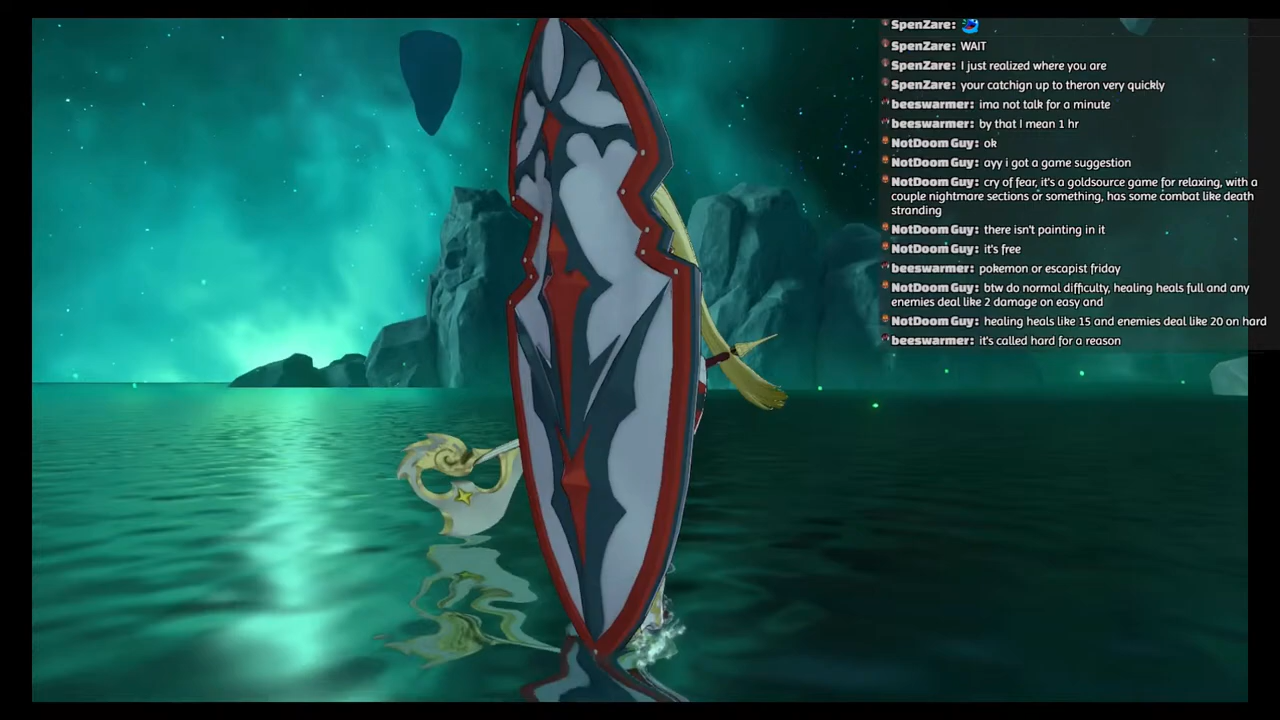 SpenZare:
SpenZare: WAIT
SpenZare: I just realized where you are
SpenZare: your catchign up to theron very quickly
beeswarmer: ima not talk for a minute
beeswarmer: by that I mean 1 hr
NotDoom Guy: ok
NotDoom Guy: ayy i got a game suggestion
NotDoom Guy: cry of fear, it's a goldsource game for relaxing, with a
couple nightmare sections or something, has some combat like death
stranding
NotDoom Guy: there isn't painting in it
NotDoom Guy: it's free
beeswarmer: pokemon or escapist friday
NotDoom Guy: btw do normal difficulty, healing heals full and any
enemies deal like 2 damage on easy and
NotDoom Guy: healing heals like 15 and enemies deal like 20 on hard
beeswarmer: it's called hard for a reason